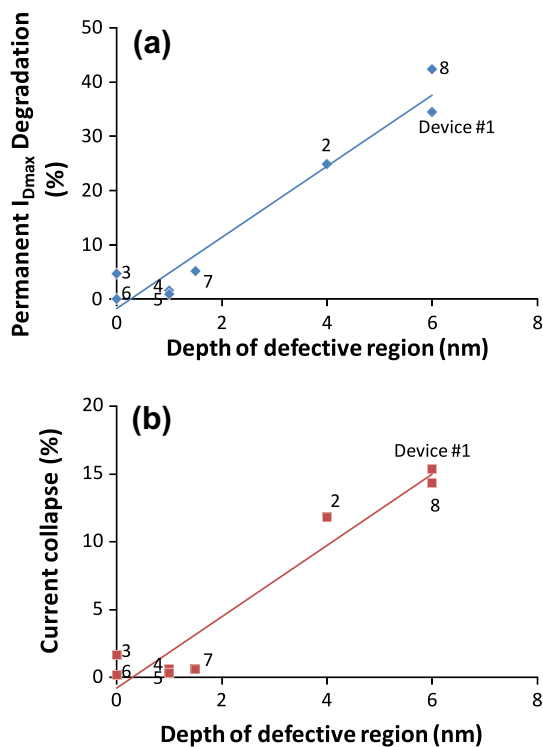 (a)
Permanent IDmax Degradation
(%)
50
40
30
20
10
0
8
Device #1
2
3
6
4
5
7
0 2 4 6 8
Depth of defective region (nm)
(b)
Current collapse (%)
20
15
10
5
0
Device #1
8
2
3
6
4
5
7
0 2 4 6 8
Depth of defective region (nm)